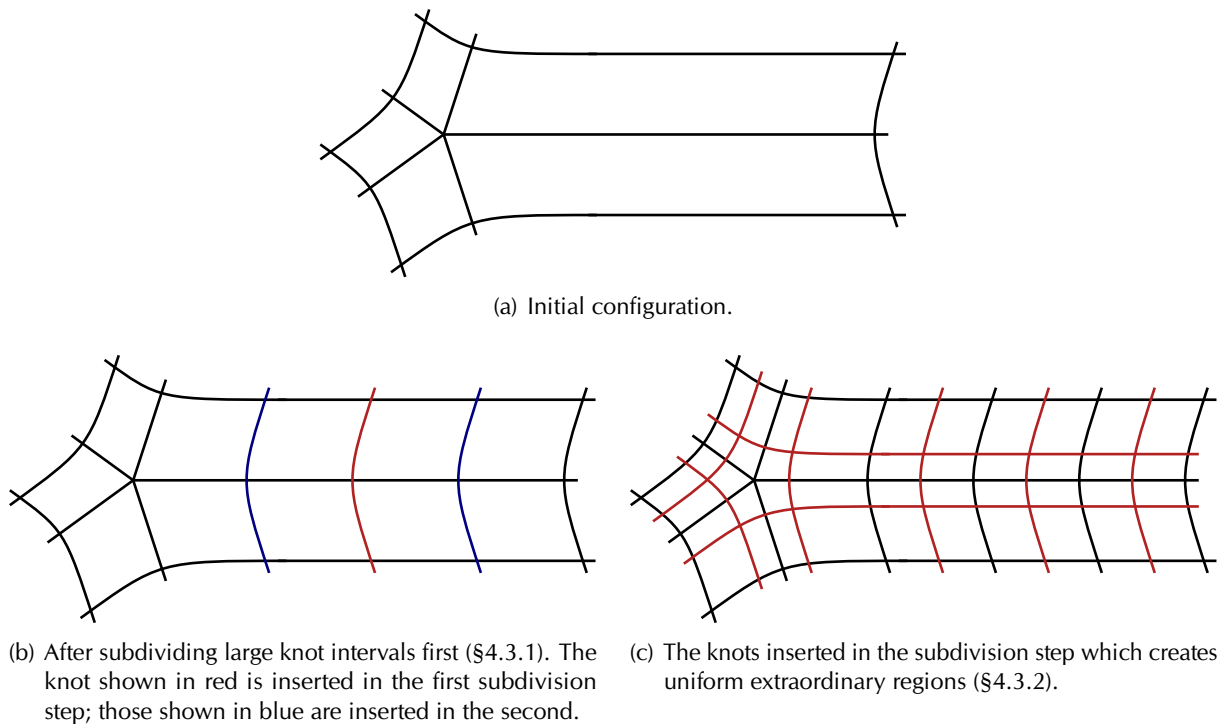 (a) Initial configuration.
(b) After subdividing large knot intervals first (§4.3.1). The
knot shown in red is inserted in the first subdivision
step; those shown in blue are inserted in the second.
(c) The knots inserted in the subdivision step which creates
uniform extraordinary regions (§4.3.2).